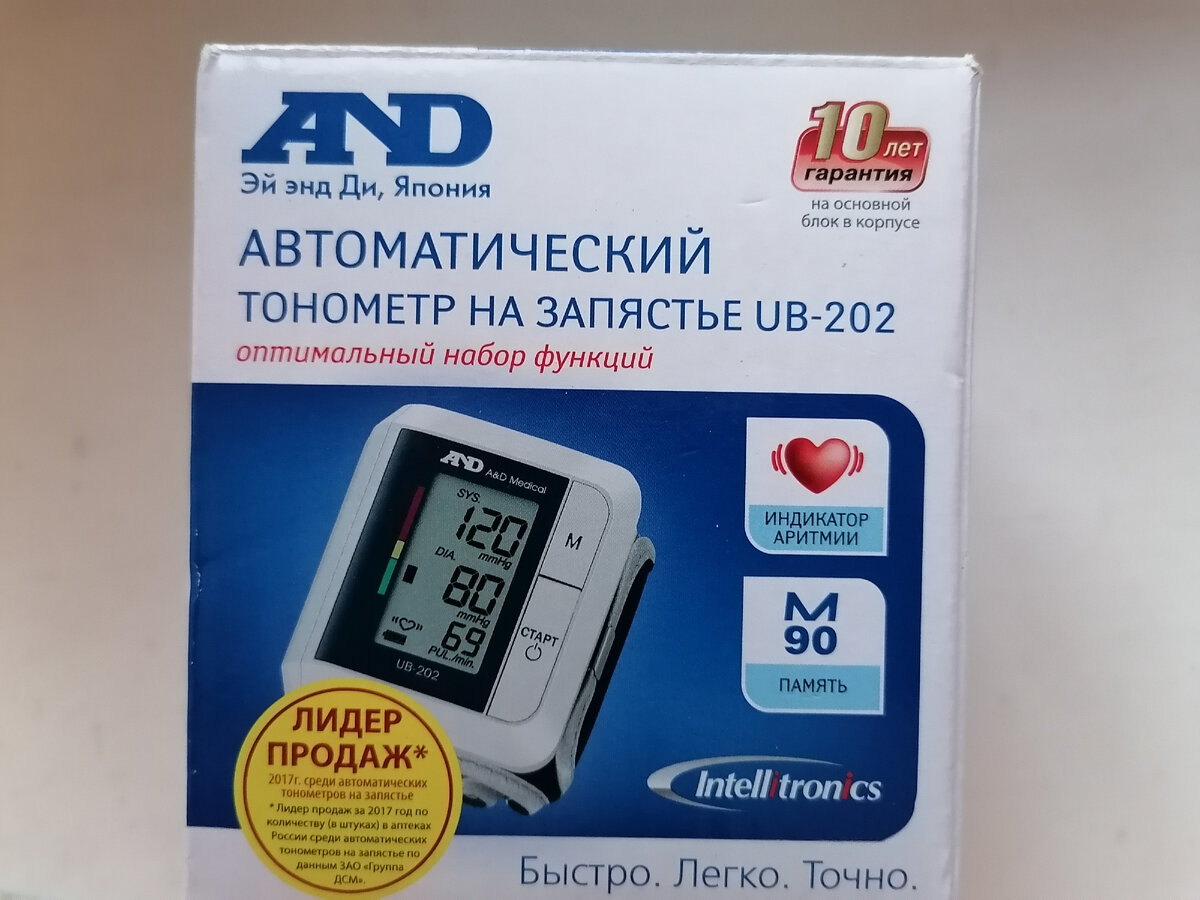 AND
Эй энд Ди, Япония
10 лет
гарантия
на основной
блок в корпусе
АВТОМАТИЧЕСКИЙ
ТОНОМЕТР НА ЗАПЯСТЬЕ UB-202
оптимальный набор функций
AND A&D Medical
SYS.
120
mmHg
DIA.
80
mmHg
69
PUL./min.
UB-202
M
СТАРТ
ИНДИКАТОР
АРИТМИИ
M
90
ПАМЯТЬ
ЛИДЕР
ПРОДАЖ*
2017г. среди автоматических
тонометров на запястье
* Лидер продаж за 2017 год по
количеству (в штуках) в аптеках
России среди автоматических
тонометров на запястье по
данным ЗАО «Группа
ДСМ».
Intellitronics
Быстро. Легко. Точно.